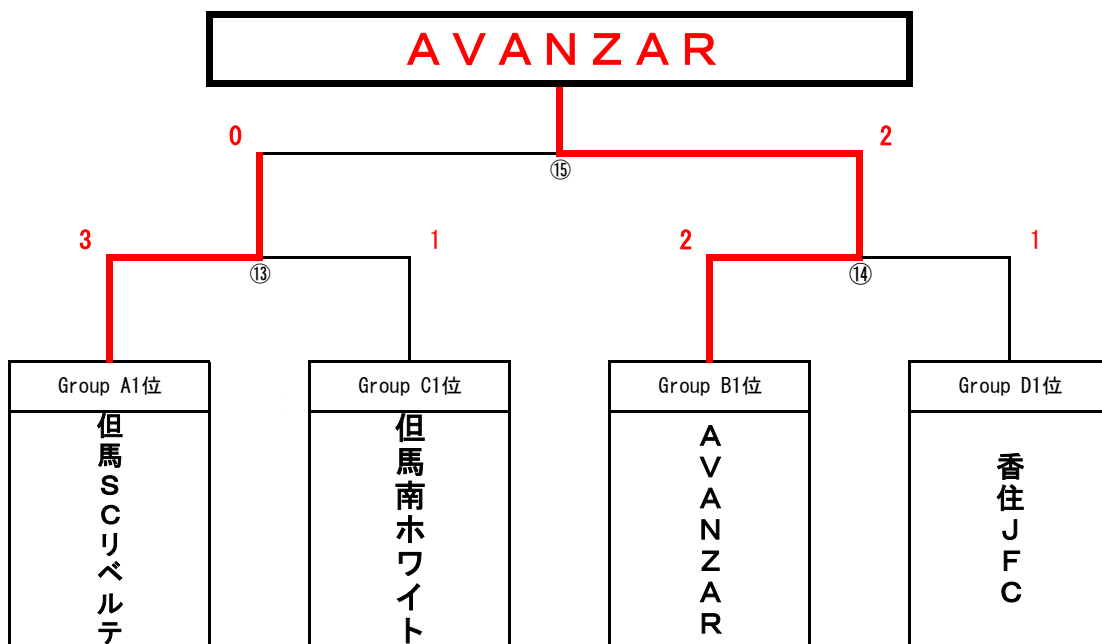 AVANZAR
0
2
⑮
3
1
2
1
⑬
⑭
Group A1位
Group C1位
Group B1位
Group D1位
但馬SCリベルテ
但馬南ホワイト
AVANZAR
香住JFC